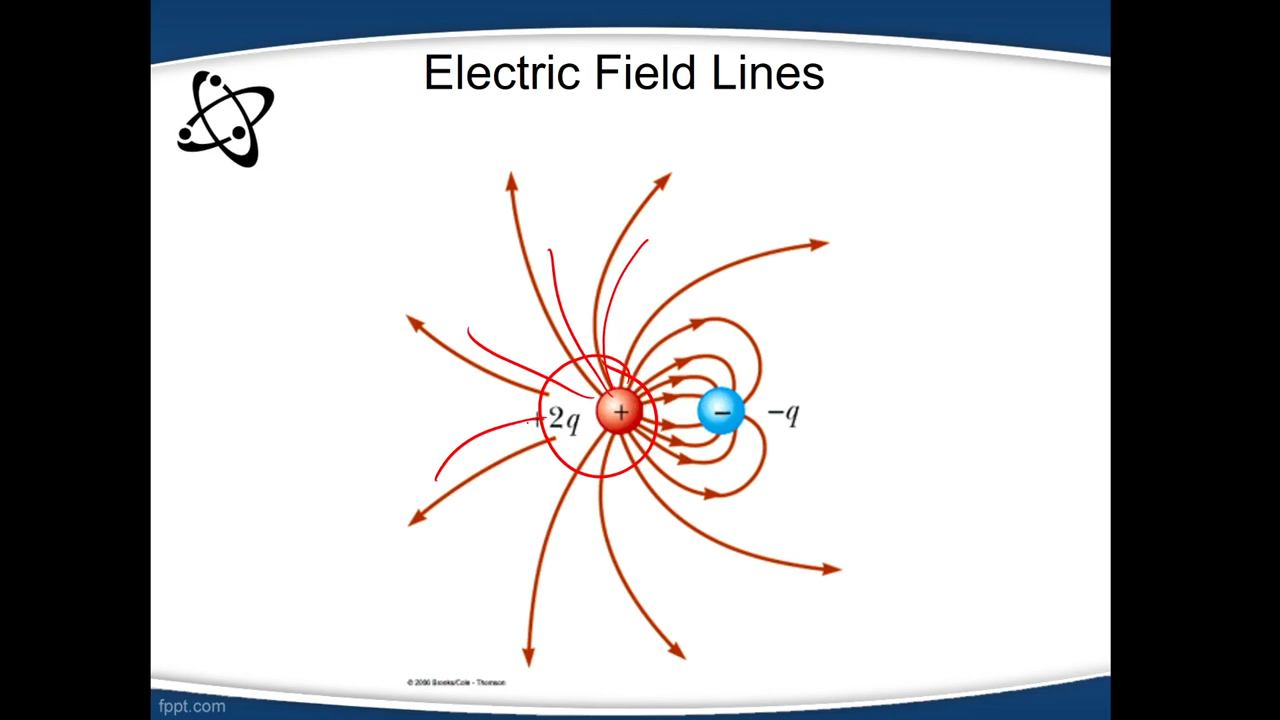 Electric Field Lines
+2q
+
−
−q
© 2006 Brooks/Cole - Thomson
fppt.com